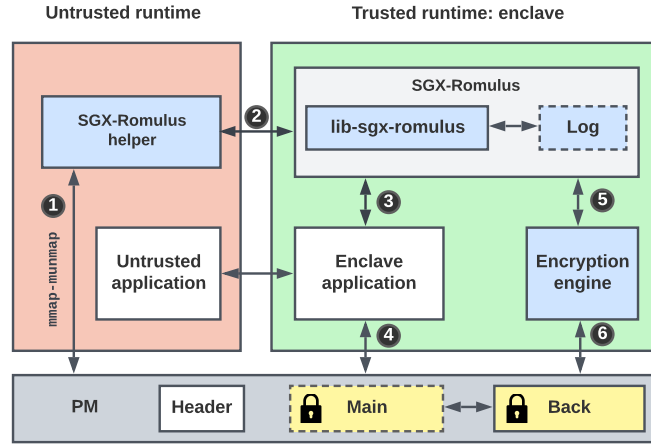 Untrusted runtime
Trusted runtime: enclave
SGX-Romulus
SGX-Romulus
helper
2
lib-sgx-romulus
Log
1
3
5
mmap-munmap
Untrusted
application
Enclave
application
Encryption
engine
4
6
PM
Header
Main
Back